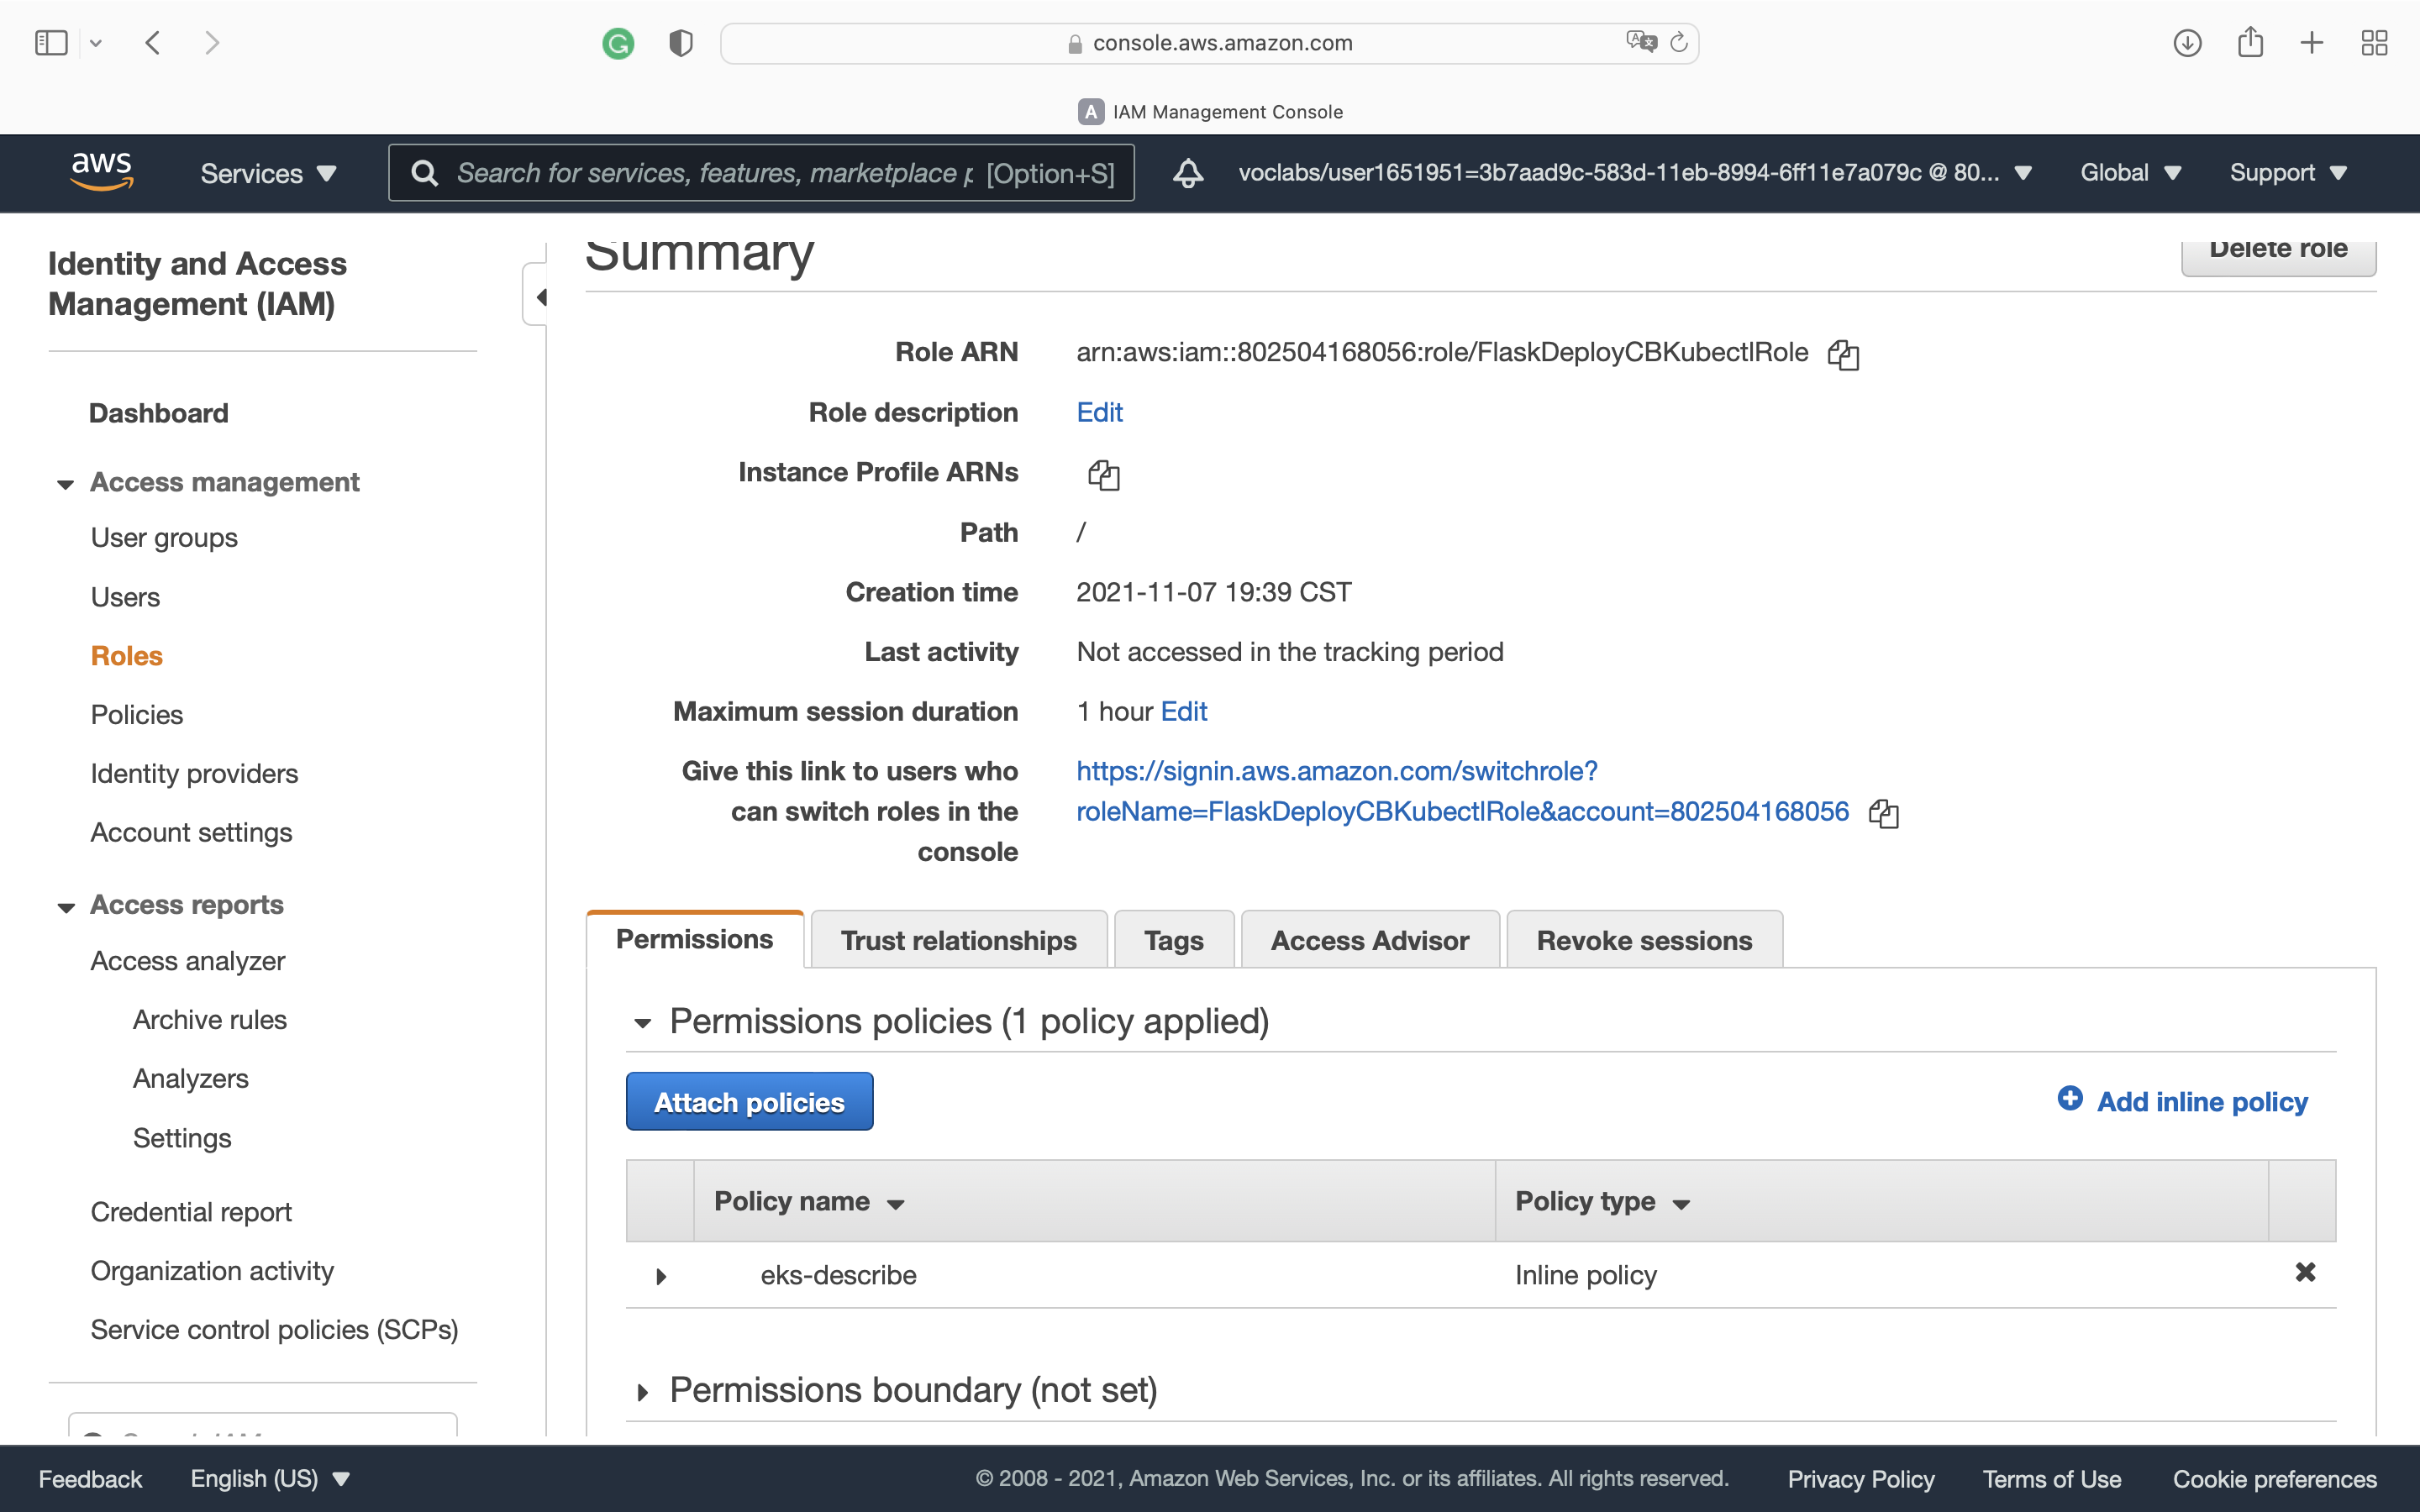 console.aws.amazon.com
A IAM Management Console
aws
Services
Search for services, features, marketplace p [Option+S]
voclabs/user1651951=3b7aad9c-583d-11eb-8994-6ff11e7a079c @ 80...
Global
Support
Identity and Access
Management (IAM)
Dashboard
Access management
User groups
Users
Roles
Policies
Identity providers
Account settings
Access reports
Access analyzer
Archive rules
Analyzers
Settings
Credential report
Organization activity
Service control policies (SCPs)
Summary
Delete role
Role ARN arn:aws:iam::802504168056:role/FlaskDeployCBKubectlRole
Role description Edit
Instance Profile ARNs
Path /
Creation time 2021-11-07 19:39 CST
Last activity Not accessed in the tracking period
Maximum session duration 1 hour Edit
Give this link to users who
can switch roles in the
console
https://signin.aws.amazon.com/switchrole?
roleName=FlaskDeployCBKubectlRole&account=802504168056
Permissions
Trust relationships
Tags
Access Advisor
Revoke sessions
Permissions policies (1 policy applied)
Attach policies
Add inline policy
Policy name Policy type
eks-describe Inline policy
Permissions boundary (not set)
Feedback
English (US)
© 2008 - 2021, Amazon Web Services, Inc. or its affiliates. All rights reserved.
Privacy Policy
Terms of Use
Cookie preferences